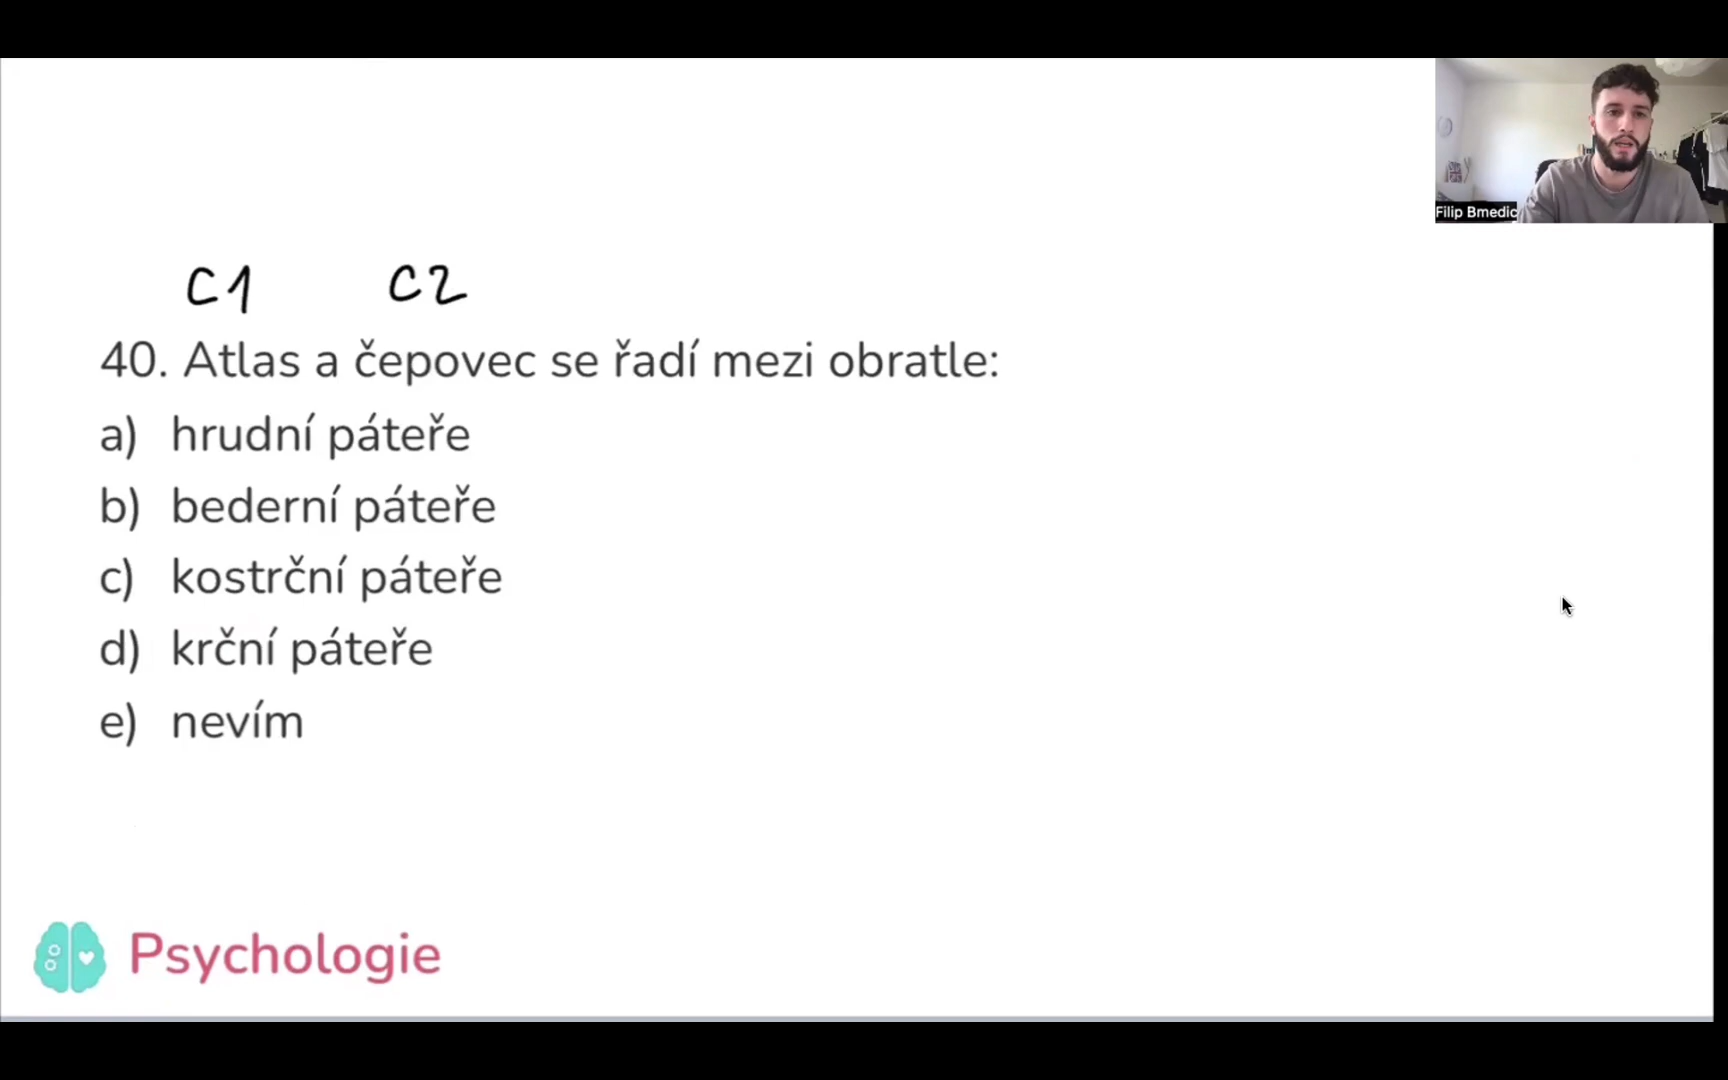 Filip Bmedic
C1 C2
40. Atlas a čepovec se řadí mezi obratle:
a) hrudní páteře
b) bederní páteře
c) kostrční páteře
d) krční páteře
e) nevím
Psychologie